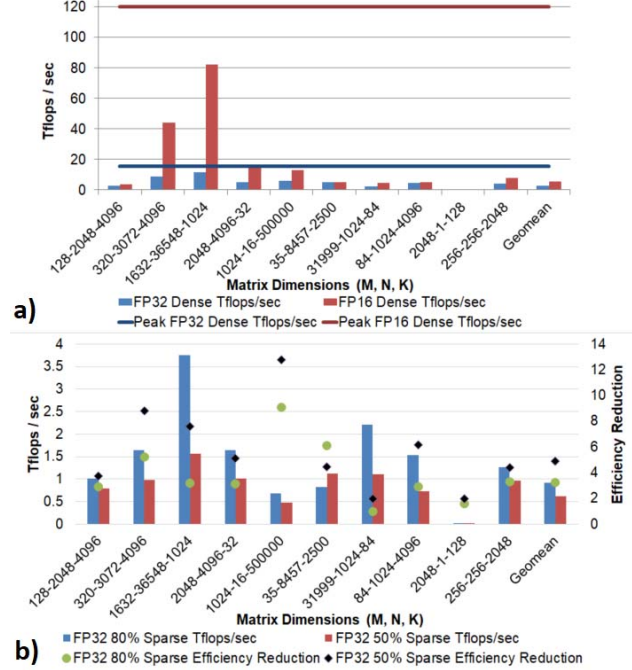 120
100
80
60
40
20
0
Tflops / sec
128-2048-4096
320-3072-4096
1632-36548-1024
2048-4096-32
1024-16-500000
35-8457-2500
31999-1024-84
84-1024-4096
2048-1-128
256-256-2048
Geomean
Matrix Dimensions (M, N, K)
FP32 Dense Tflops/sec FP16 Dense Tflops/sec
Peak FP32 Dense Tflops/sec Peak FP16 Dense Tflops/sec
a)
4 14
3.5 12
3 10
2.5 8
2 6
1.5 4
1 2
0.5 0
0
Tflops / sec
Efficiency Reduction
128-2048-4096
320-3072-4096
1632-36548-1024
2048-4096-32
1024-16-500000
35-8457-2500
31999-1024-84
84-1024-4096
2048-1-128
256-256-2048
Geomean
Matrix Dimensions (M, N, K)
FP32 80% Sparse Tflops/sec FP32 50% Sparse Tflops/sec
FP32 80% Sparse Efficiency Reduction FP32 50% Sparse Efficiency Reduction
b)